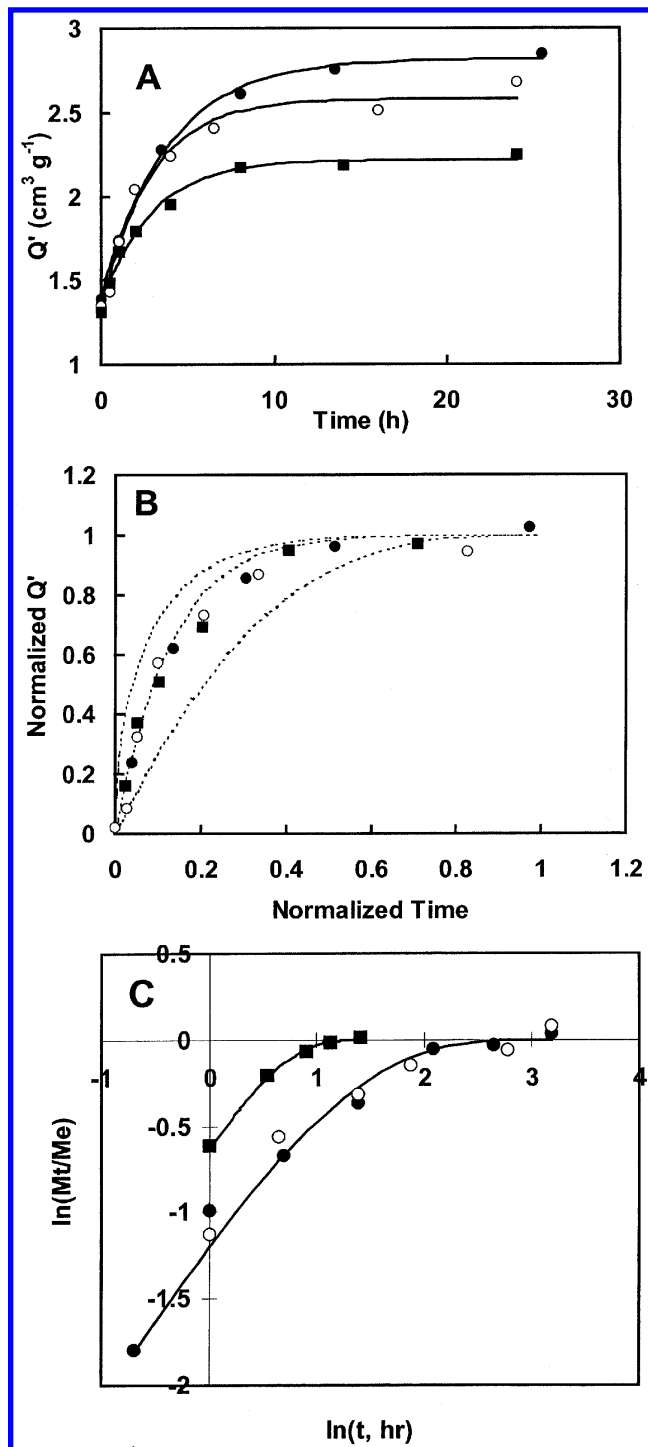 A
3
2.5
2
1.5
1
Q' (cm³ g⁻¹)
0 10 20 30
Time (h)
B
1.2
1
0.8
0.6
0.4
0.2
0
Normalized Q'
0 0.2 0.4 0.6 0.8 1 1.2
Normalized Time
C
0.5
0
-0.5
-1
-1.5
-2
ln(Mt/Me)
-1 0 1 2 3 4
ln(t, hr)